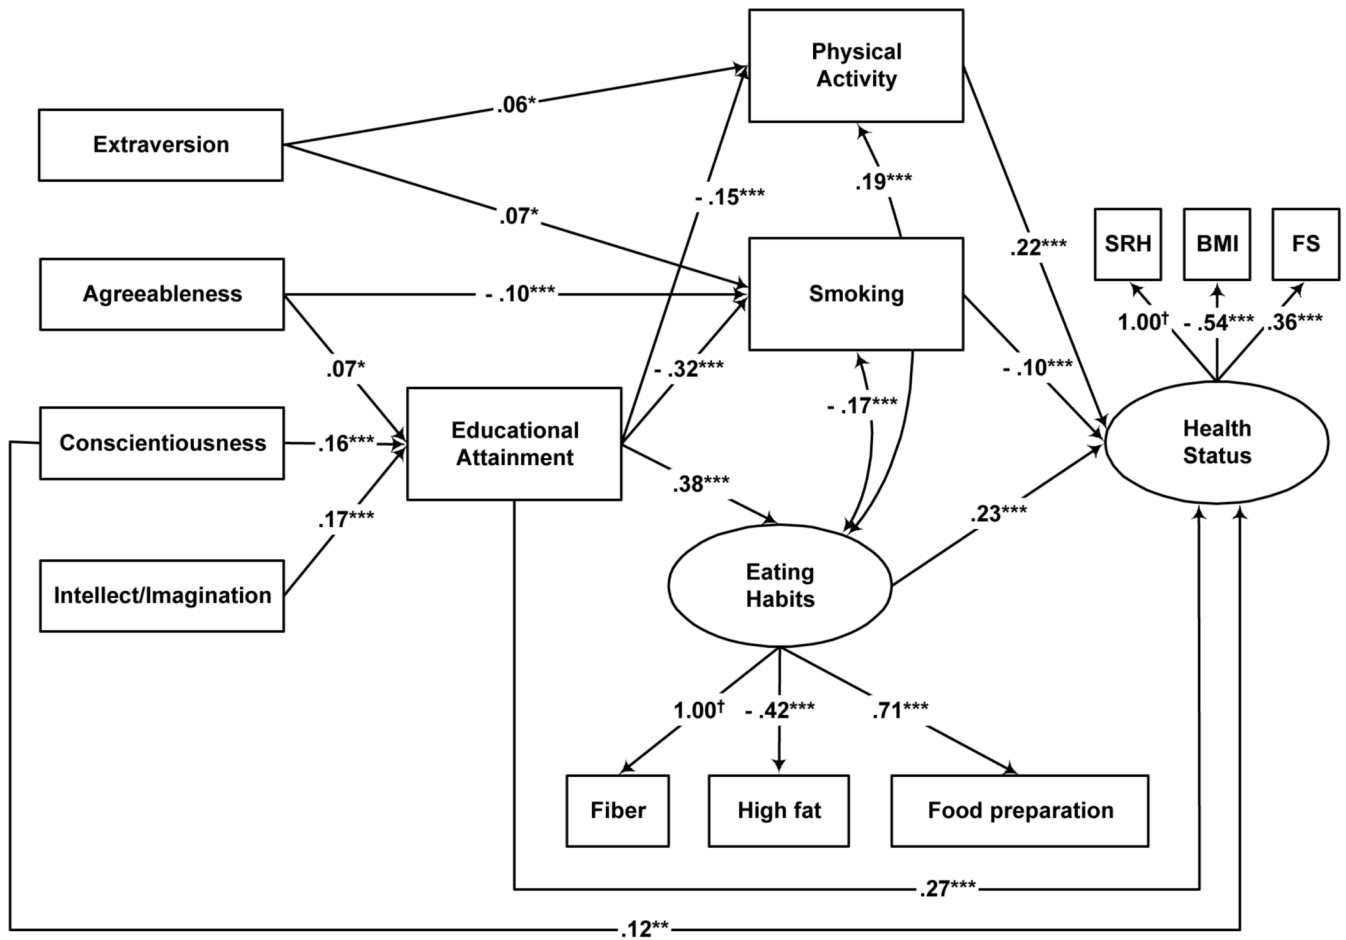 Physical
Activity
.06*
Extraversion
- .15***
.19***
.07*
.22***
SRH
BMI
FS
Agreeableness
- .10***
Smoking
1.00†
- .54***
.36***
.07*
- .32***
- .10***
- .17***
Conscientiousness
.16***
Educational
Attainment
Health
Status
.38***
.17***
.23***
Intellect/Imagination
Eating
Habits
1.00†
- .42***
.71***
Fiber
High fat
Food preparation
.27***
.12**